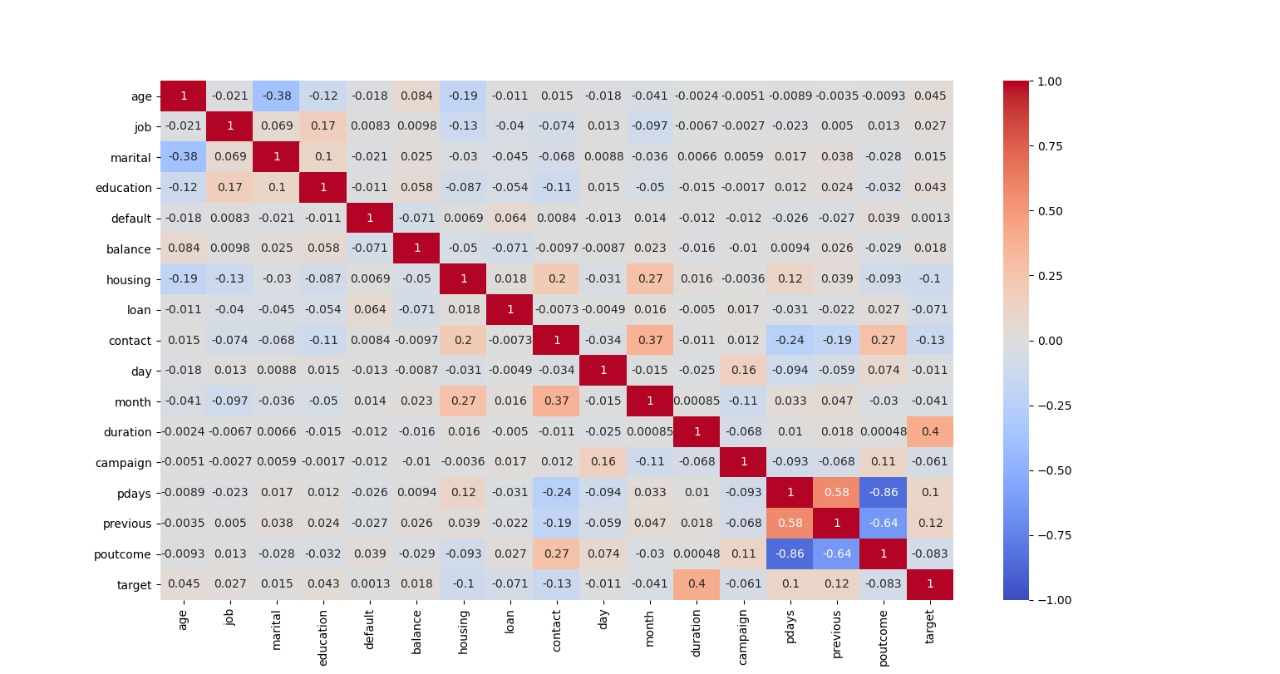 age 1 -0.021 -0.38 -0.12 -0.018 0.084 -0.19 -0.011 0.015 -0.018 -0.041 -0.0024 -0.0051 -0.0089 -0.0035 -0.0093 0.045 1.00
job -0.021 1 0.069 0.17 0.0083 0.0098 -0.13 -0.04 -0.074 0.013 -0.097 -0.0067 -0.0027 -0.023 0.005 0.013 0.027
marital -0.38 0.069 1 0.1 -0.021 0.025 -0.03 -0.045 -0.068 0.0088 -0.036 0.0066 0.0059 0.017 0.038 -0.028 0.015 0.75
education -0.12 0.17 0.1 1 -0.011 0.058 -0.087 -0.054 -0.11 0.015 -0.05 -0.015 -0.0017 0.012 0.024 -0.032 0.043
default -0.018 0.0083 -0.021 -0.011 1 -0.071 0.0069 0.064 0.0084 -0.013 0.014 -0.012 -0.012 -0.026 -0.027 0.039 0.0013 0.50
balance 0.084 0.0098 0.025 0.058 -0.071 1 -0.05 -0.071 -0.0097 -0.0087 0.023 -0.016 -0.01 0.0094 0.026 -0.029 0.018
housing -0.19 -0.13 -0.03 -0.087 0.0069 -0.05 1 0.018 0.2 -0.031 0.27 0.016 -0.0036 0.12 0.039 -0.093 -0.1 0.25
loan -0.011 -0.04 -0.045 -0.054 0.064 -0.071 0.018 1 -0.0073 -0.0049 0.016 -0.005 0.017 -0.031 -0.022 0.027 -0.071
contact 0.015 -0.074 -0.068 -0.11 0.0084 -0.0097 0.2 -0.0073 1 -0.034 0.37 -0.011 0.012 -0.24 -0.19 0.27 -0.13 0.00
day -0.018 0.013 0.0088 0.015 -0.013 -0.0087 -0.031 -0.0049 -0.034 1 -0.015 -0.025 0.16 -0.094 -0.059 0.074 -0.011
month -0.041 -0.097 -0.036 -0.05 0.014 0.023 0.27 0.016 0.37 -0.015 1 0.00085 -0.11 0.033 0.047 -0.03 -0.041 −0.25
duration -0.0024 -0.0067 0.0066 -0.015 -0.012 -0.016 0.016 -0.005 -0.011 -0.025 0.00085 1 -0.068 0.01 0.018 0.00048 0.4
campaign -0.0051 -0.0027 0.0059 -0.0017 -0.012 -0.01 -0.0036 0.017 0.012 0.16 -0.11 -0.068 1 -0.093 -0.068 0.11 -0.061 −0.50
pdays -0.0089 -0.023 0.017 0.012 -0.026 0.0094 0.12 -0.031 -0.24 -0.094 0.033 0.01 -0.093 1 0.58 -0.86 0.1
previous -0.0035 0.005 0.038 0.024 -0.027 0.026 0.039 -0.022 -0.19 -0.059 0.047 0.018 -0.068 0.58 1 -0.64 0.12 −0.75
poutcome -0.0093 0.013 -0.028 -0.032 0.039 -0.029 -0.093 0.027 0.27 0.074 -0.03 0.00048 0.11 -0.86 -0.64 1 -0.083
target 0.045 0.027 0.015 0.043 0.0013 0.018 -0.1 -0.071 -0.13 -0.011 -0.041 0.4 -0.061 0.1 0.12 -0.083 1 −1.00
age job marital education default balance housing loan contact day month duration campaign pdays previous poutcome target